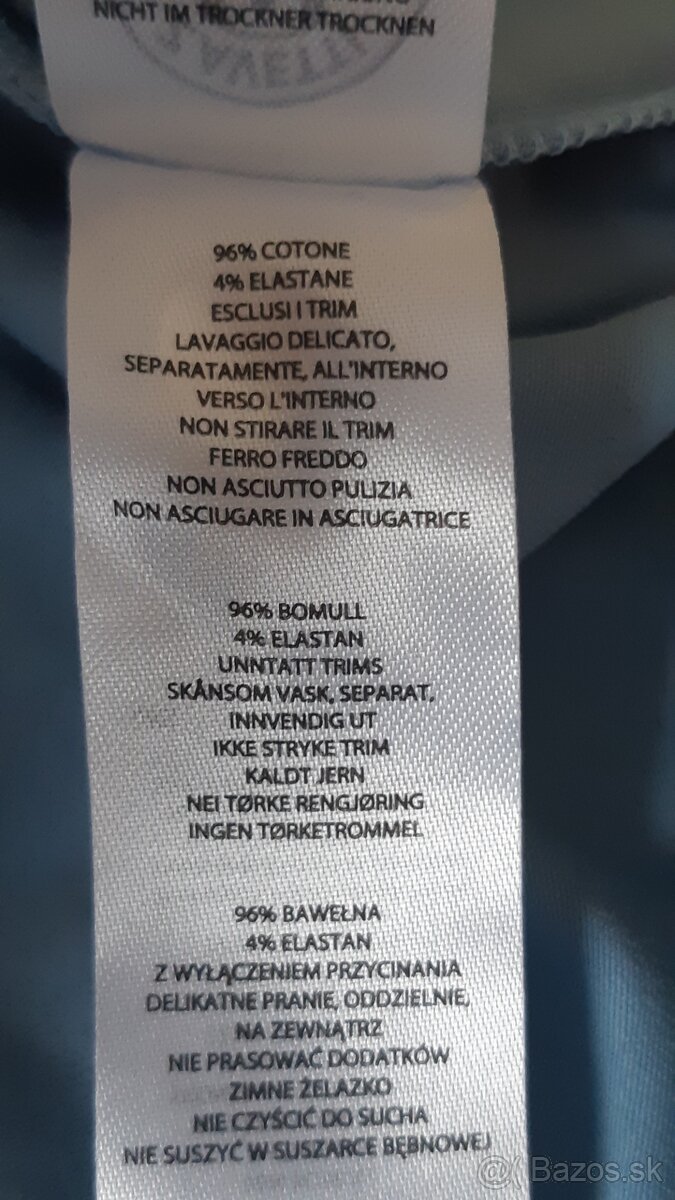 NICHT IM TROCKNER TROCKNEN
96% COTONE
4% ELASTANE
ESCLUSI I TRIM
LAVAGGIO DELICATO,
SEPARATAMENTE, ALL'INTERNO
VERSO L'INTERNO
NON STIRARE IL TRIM
FERRO FREDDO
NON ASCIUTTO PULIZIA
NON ASCIUGARE IN ASCIUGATRICE
96% BOMULL
4% ELASTAN
UNNTATT TRIMS
SKÅNSOM VASK, SEPARAT,
INNVENDIG UT
IKKE STRYKE TRIM
KALDT JERN
NEI TØRKE RENGJØRING
INGEN TØRKETROMMEL
96% BAWEŁNA
4% ELASTAN
Z WYŁĄCZENIEM PRZYCINANIA
DELIKATNE PRANIE, ODDZIELNIE,
NA ZEWNĄTRZ
NIE PRASOWAĆ DODATKÓW
ZIMNE ŻELAZKO
NIE CZYŚCIĆ DO SUCHA
NIE SUSZYĆ W SUSZARCE BĘBNOWEJ
Bazos.sk